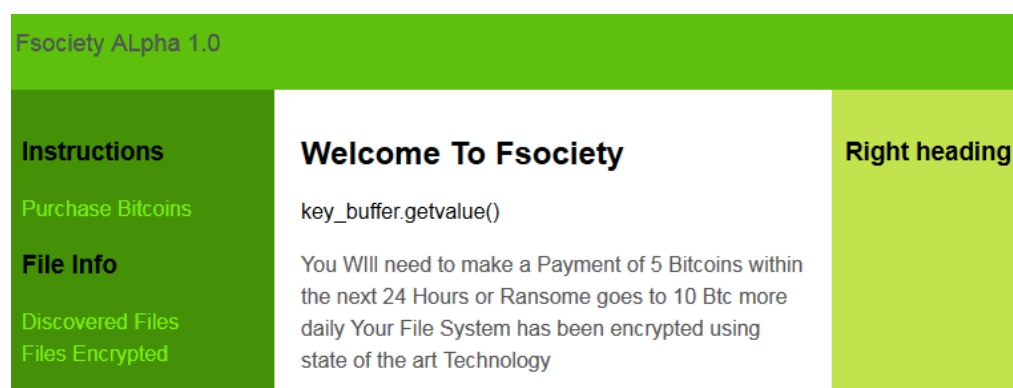 Fsociety ALpha 1.0
Instructions
Purchase Bitcoins
File Info
Discovered Files
Files Encrypted
Welcome To Fsociety
key_buffer.getvalue()
You WIll need to make a Payment of 5 Bitcoins within
the next 24 Hours or Ransome goes to 10 Btc more
daily Your File System has been encrypted using
state of the art Technology
Right heading